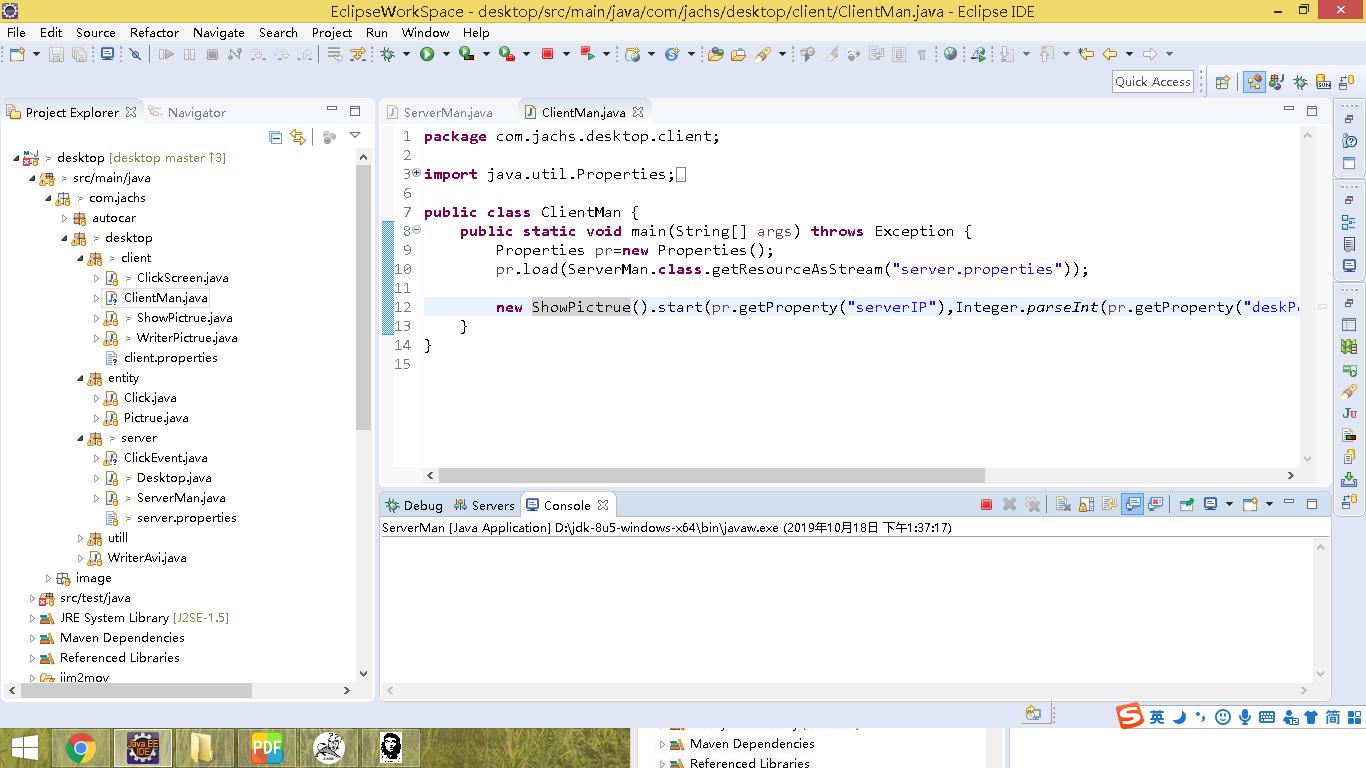 EclipseWorkSpace - desktop/src/main/java/com/jachs/desktop/client/ClientMan.java - Eclipse IDE
File Edit Source Refactor Navigate Search Project Run Window Help
Quick Access
Project Explorer Navigator
> desktop [desktop master ↑3]
> src/main/java
> com.jachs
autocar
> desktop
> client
> ClickScreen.java
ClientMan.java
> ShowPictrue.java
> WriterPictrue.java
client.properties
entity
Click.java
Pictrue.java
> server
ClickEvent.java
> Desktop.java
> ServerMan.java
> server.properties
utill
WriterAvi.java
image
src/test/java
JRE System Library [J2SE-1.5]
Maven Dependencies
Referenced Libraries
jim2mov
ServerMan.java ClientMan.java
1 package com.jachs.desktop.client;
2
3 import java.util.Properties;
6
7 public class ClientMan {
8 public static void main(String[] args) throws Exception {
9 Properties pr=new Properties();
10 pr.load(ServerMan.class.getResourceAsStream("server.properties"));
11
12 new ShowPictrue().start(pr.getProperty("serverIP"),Integer.parseInt(pr.getProperty("deskP
13 }
14 }
15
Debug Servers Console
ServerMan [Java Application] D:\jdk-8u5-windows-x64\bin\javaw.exe (2019年10月18日 下午1:37:17)
Ju
S 英 简
Java EE IDE
PDF
Maven Dependencies
Referenced Libraries